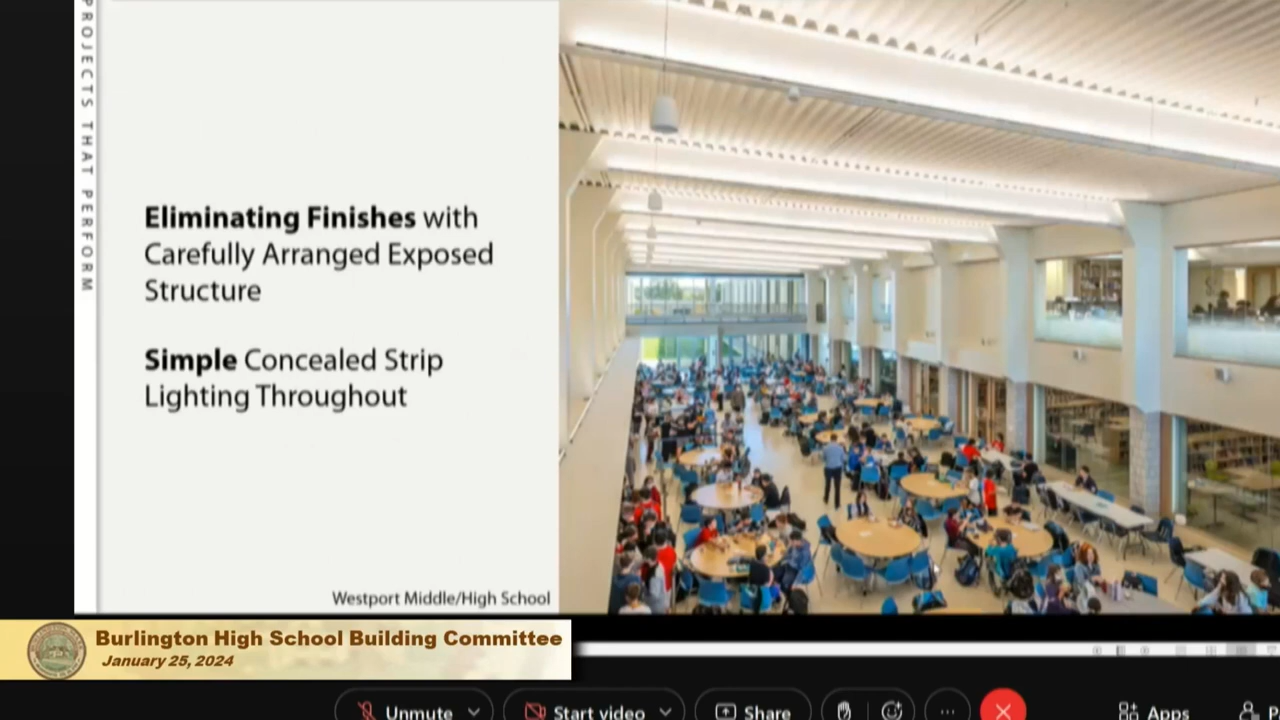 PROJECTS THAT PERFORM
Eliminating Finishes with
Carefully Arranged Exposed
Structure
Simple Concealed Strip
Lighting Throughout
Westport Middle/High School
Burlington High School Building Committee
January 25, 2024
Unmute
Start video
Share
Apps
P